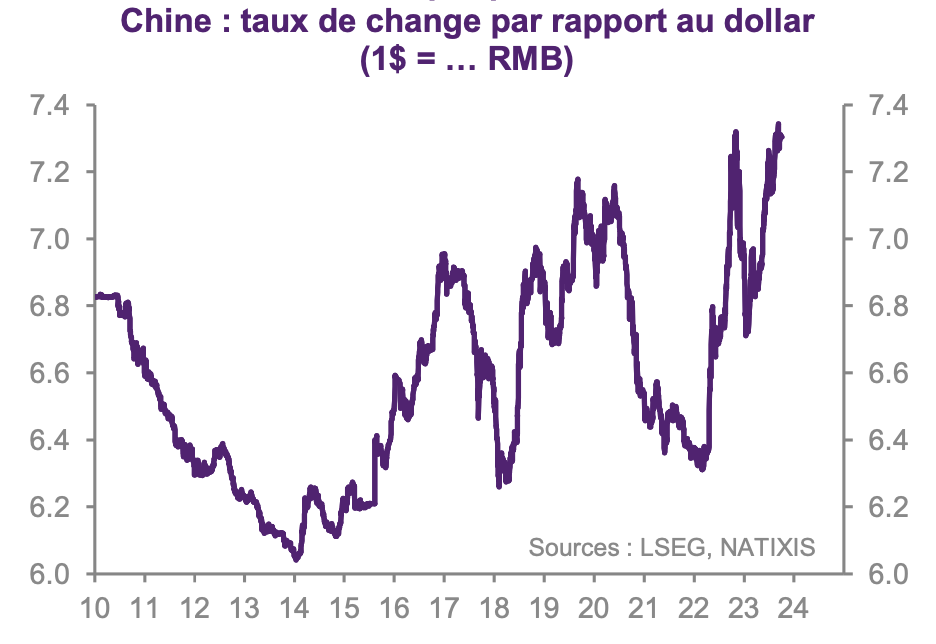 Chine : taux de change par rapport au dollar
(1$ = … RMB)
7.4 7.4
7.2 7.2
7.0 7.0
6.8 6.8
6.6 6.6
6.4 6.4
6.2 6.2
Sources : LSEG, NATIXIS
6.0 6.0
10 11 12 13 14 15 16 17 18 19 20 21 22 23 24